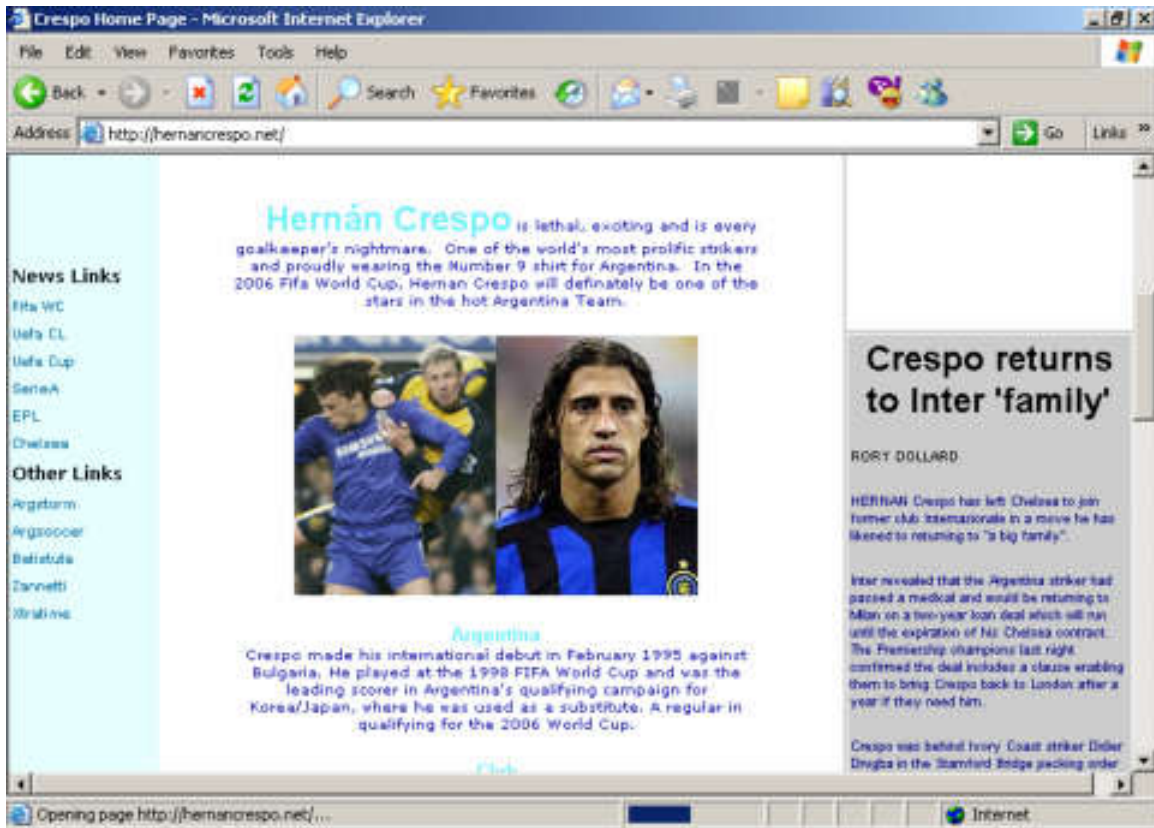 Crespo Home Page - Microsoft Internet Explorer
File Edit View Favorites Tools Help
Back Search Favorites
Address http://hernancrespo.net/ Go Links »
News Links
Fifa WC
Uefa CL
Uefa Cup
SerieA
EPL
Chelsea
Other Links
Argsturm
Argsoccer
Batistuta
Zannetti
Xtratime
Hernán Crespo is lethal, exciting and is every
goalkeeper's nightmare. One of the world's most prolific strikers
and proudly wearing the Number 9 shirt for Argentina. In the
2006 Fifa World Cup, Hernan Crespo will definately be one of the
stars in the hot Argentina Team.
SAMSUNG
Argentina
Crespo made his international debut in February 1995 against
Bulgaria. He played at the 1998 FIFA World Cup and was the
leading scorer in Argentina's qualifying campaign for
Korea/Japan, where he was used as a substitute. A regular in
qualifying for the 2006 World Cup.
Club
Crespo returns
to Inter 'family'
RORY DOLLARD
HERNAN Crespo has left Chelsea to join
former club Internazionale in a move he has
likened to returning to "a big family".
Inter revealed that the Argentina striker had
passed a medical and would be returning to
Milan on a two-year loan deal which will run
until the expiration of his Chelsea contract.
The Premiership champions last night
confirmed the deal includes a clause enabling
them to bring Crespo back to London after a
year if they need him.
Crespo was behind Ivory Coast striker Didier
Drogba in the Stamford Bridge pecking order
Opening page http://hernancrespo.net/... Internet